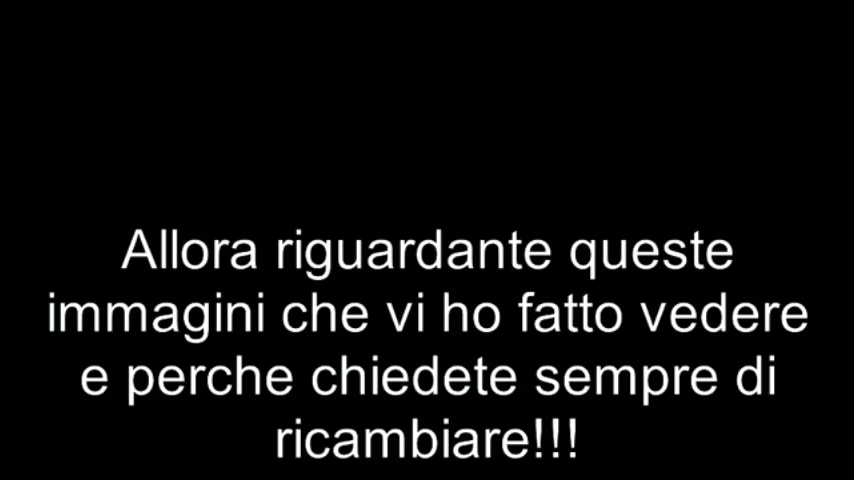 Allora riguardante queste
immagini che vi ho fatto vedere
e perche chiedete sempre di
ricambiare!!!